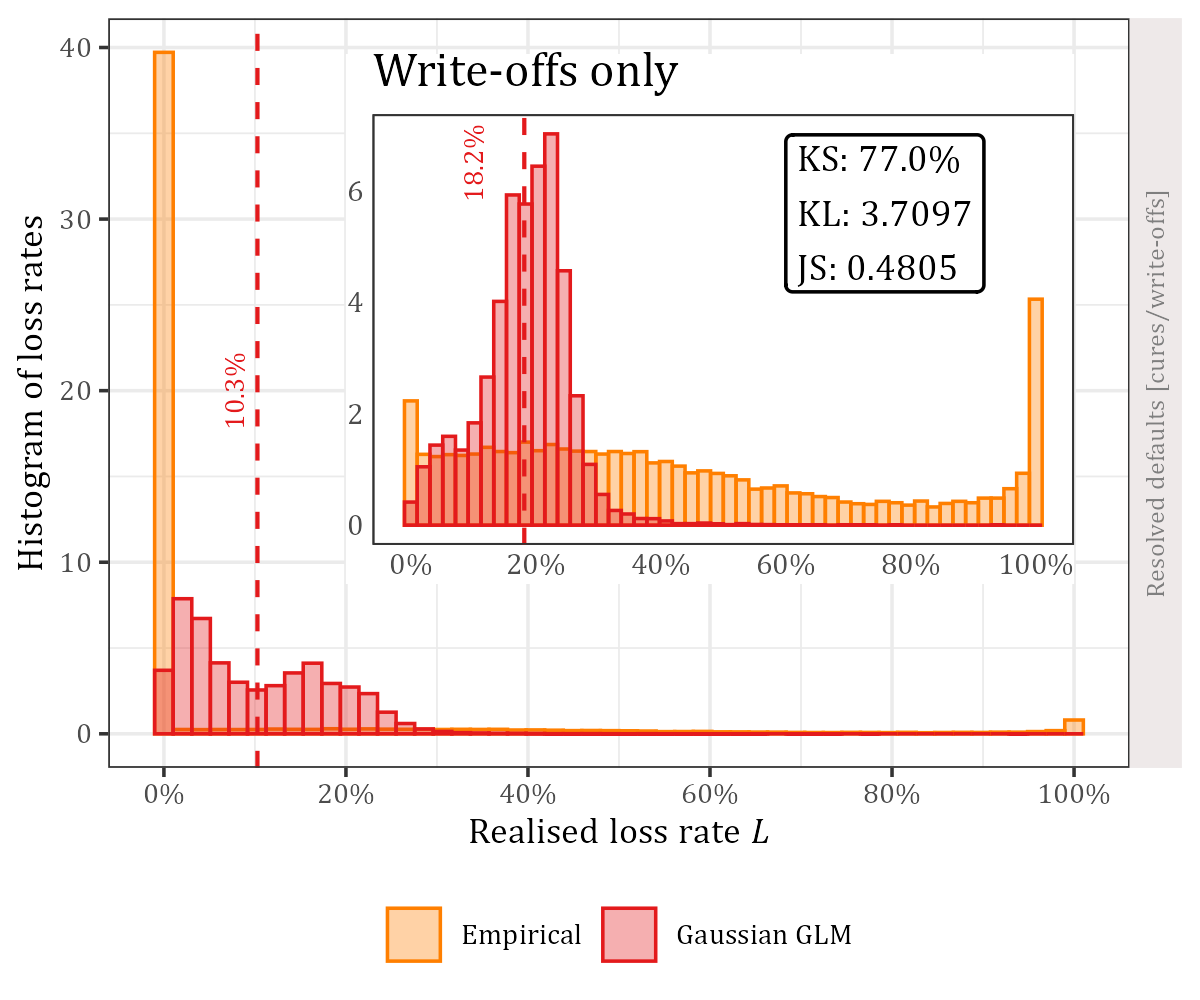 Histogram of loss rates
40
30
20
10
0
10.3%
Write-offs only
6
4
2
0
18.2%
KS: 77.0%
KL: 3.7097
JS: 0.4805
0%
20%
40%
60%
80%
100%
Resolved defaults [cures/write-offs]
0%
20%
40%
60%
80%
100%
Realised loss rate L
Empirical
Gaussian GLM